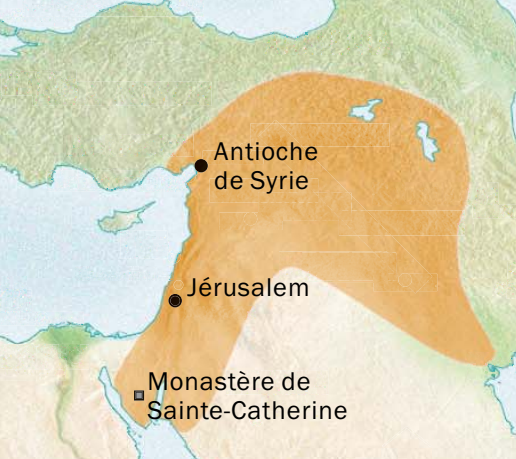 Antioche
de Syrie
Jérusalem
Monastère de
Sainte-Catherine